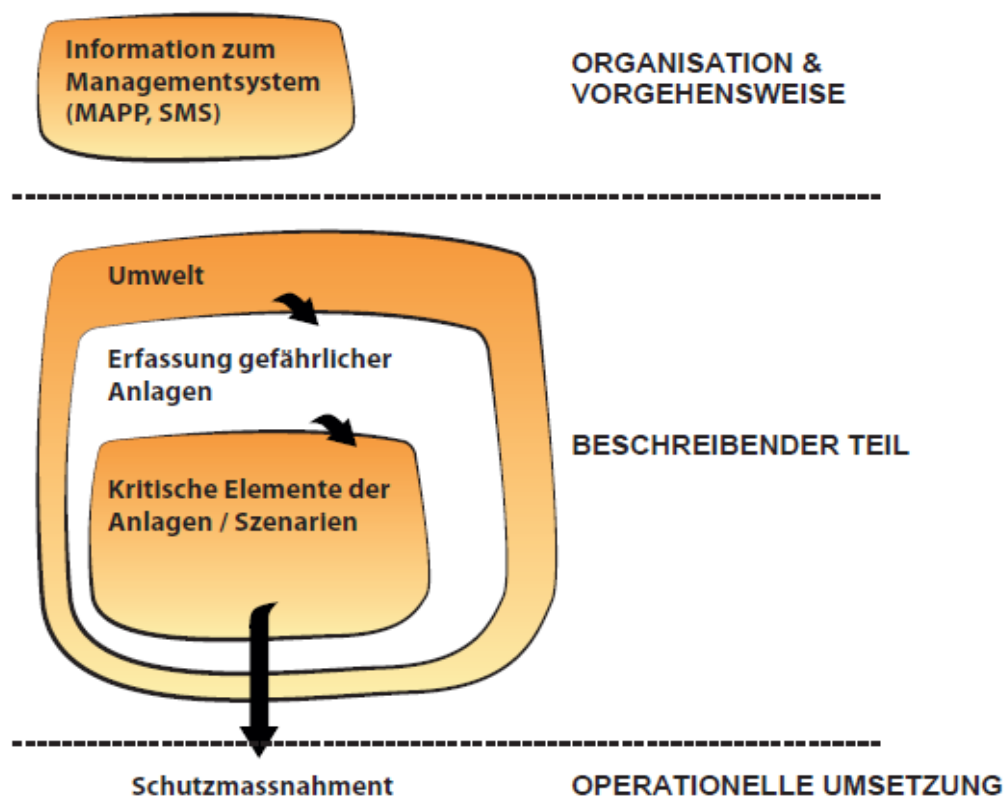 Information zum
Managementsystem
(MAPP, SMS)
ORGANISATION &
VORGEHENSWEISE
Umwelt
Erfassung gefährlicher
Anlagen
Kritische Elemente der
Anlagen / Szenarien
BESCHREIBENDER TEIL
Schutzmassnahment
OPERATIONELLE UMSETZUNG